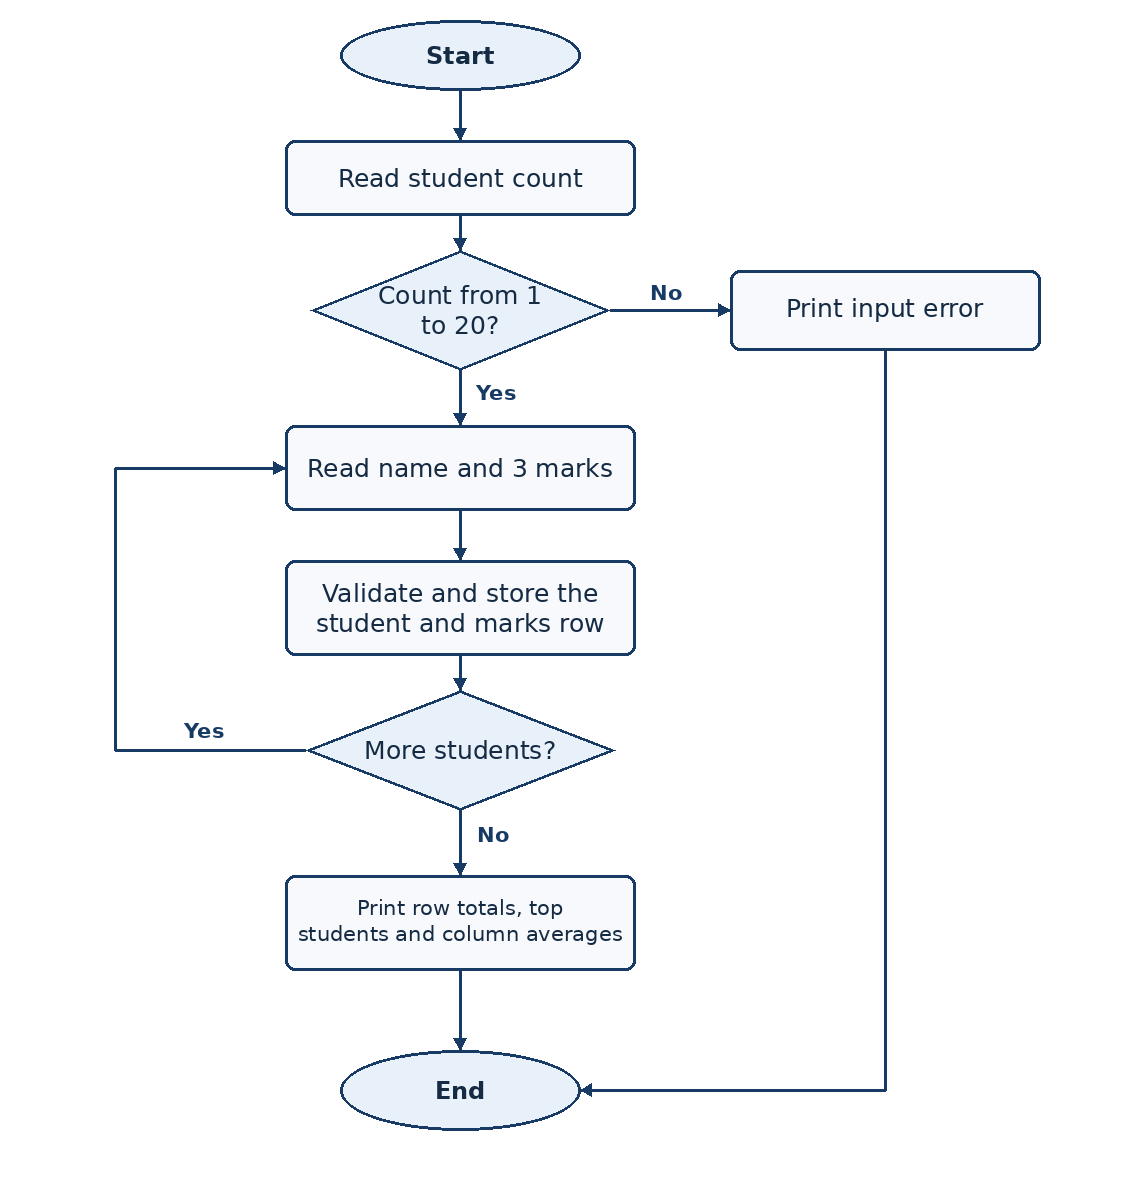 Start
Read student count
Count from 1
to 20?
No
Print input error
Yes
Read name and 3 marks
Validate and store the
student and marks row
Yes
More students?
No
Print row totals, top
students and column averages
End